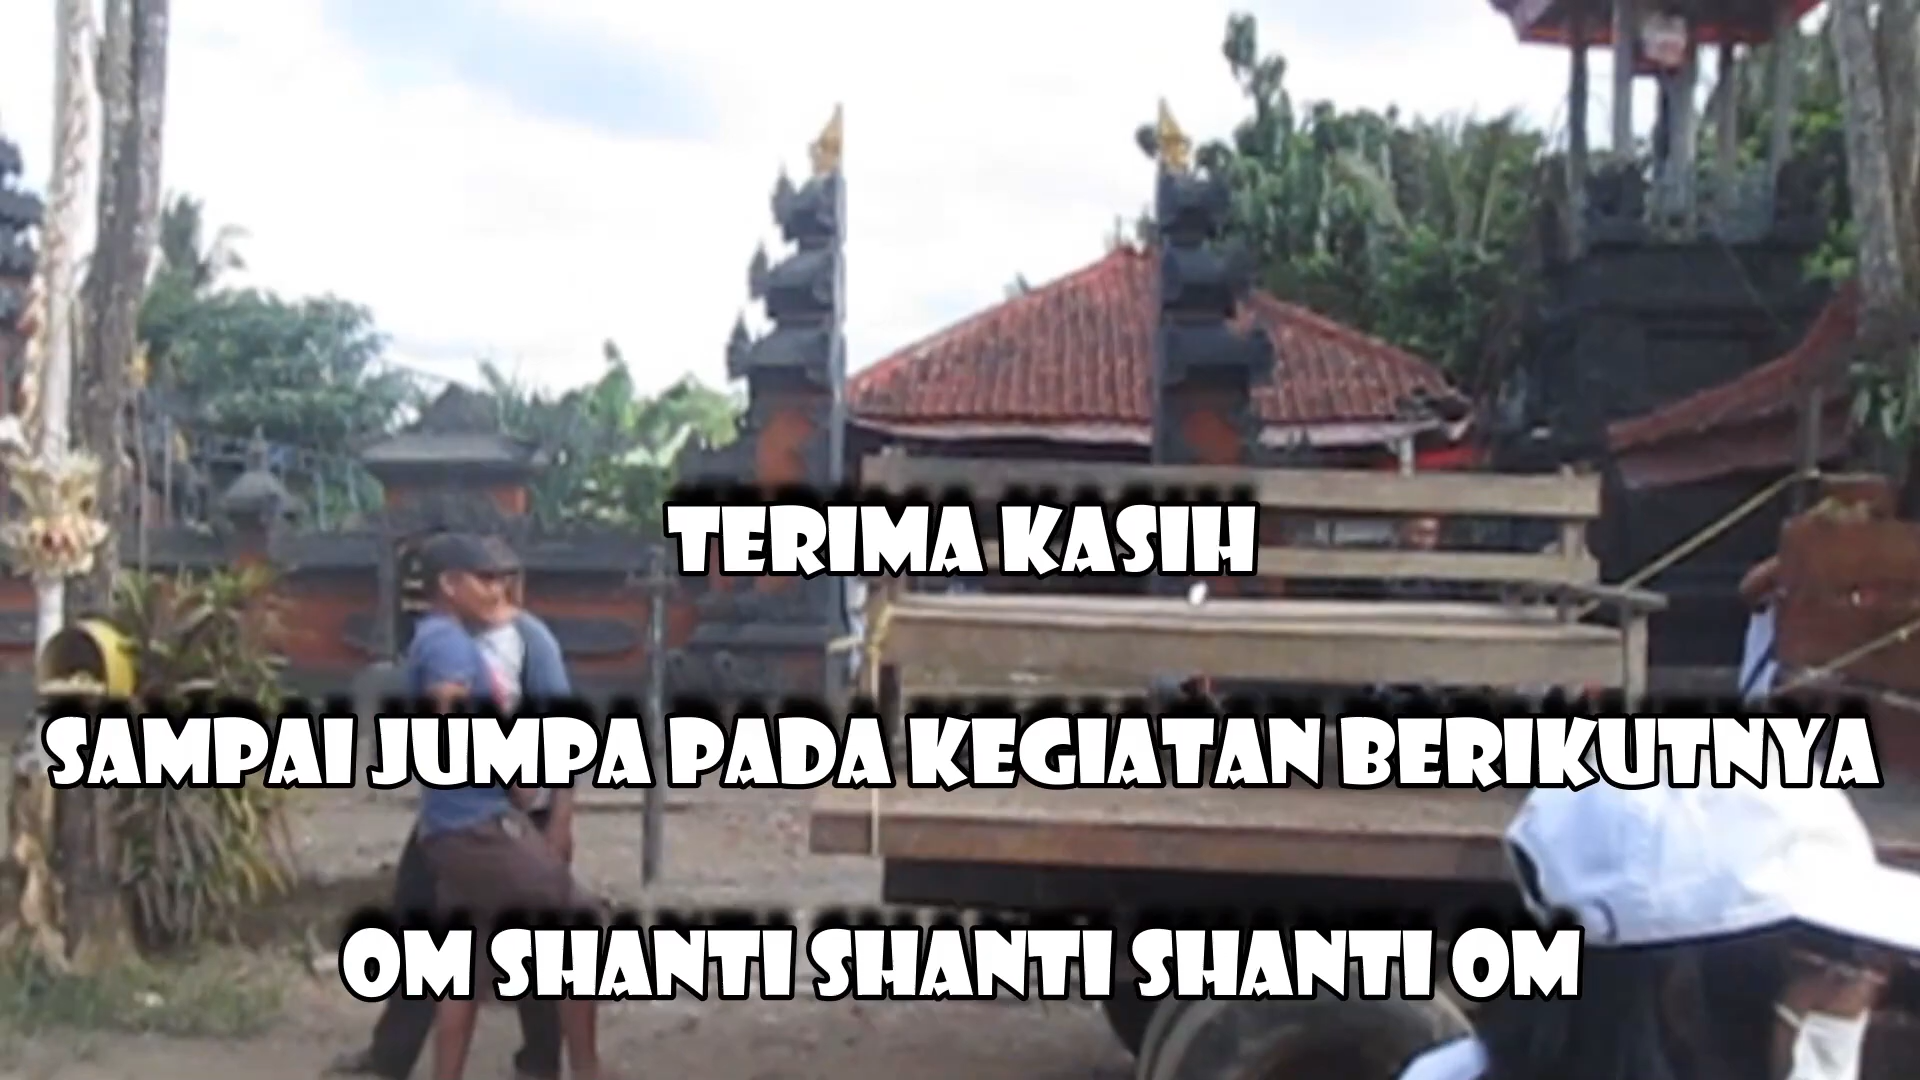 TERIMA KASIH
SAMPAI JUMPA PADA KEGIATAN BERIKUTNYA
OM SHANTI SHANTI SHANTI OM